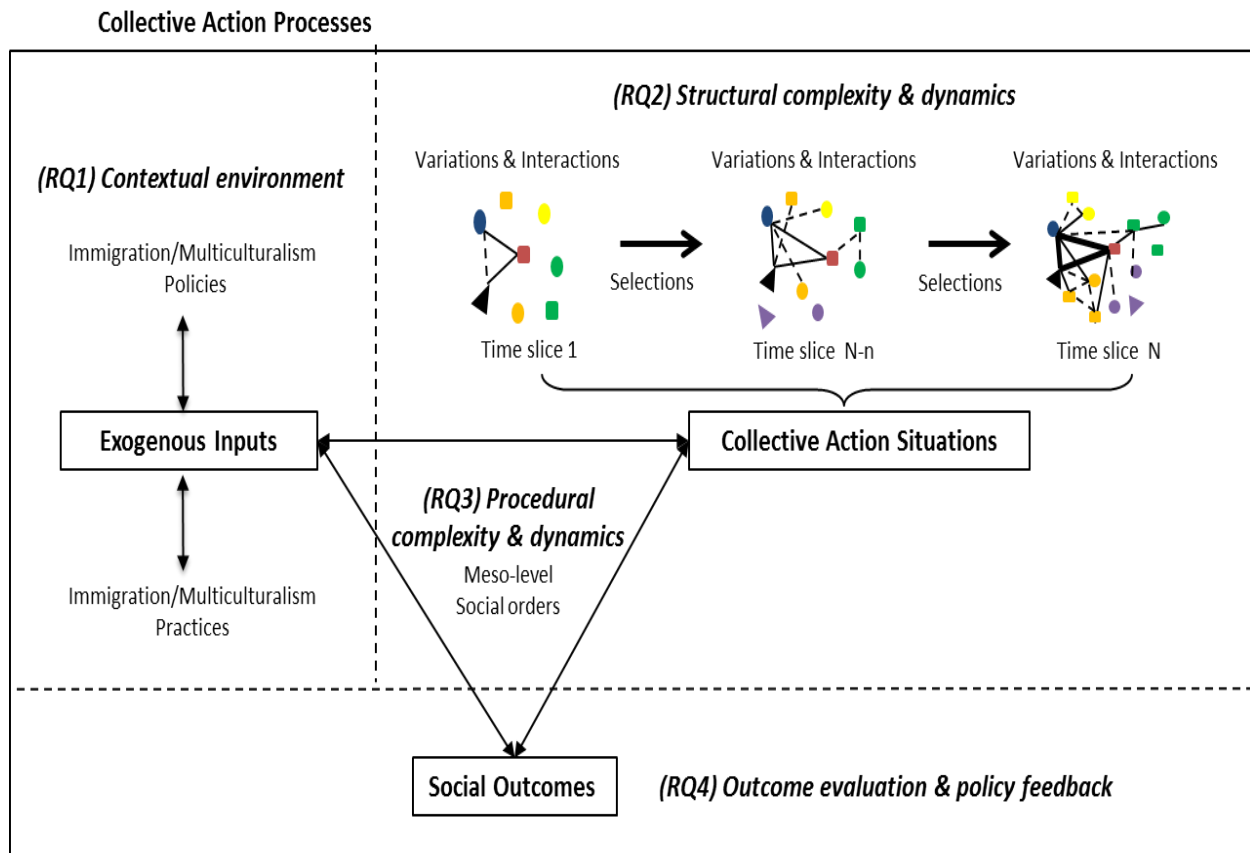 Collective Action Processes
(RQ2) Structural complexity & dynamics
Variations & Interactions
Variations & Interactions
Variations & Interactions
(RQ1) Contextual environment
Immigration/Multiculturalism
Policies
Selections
Selections
Time slice 1
Time slice N-n
Time slice N
Exogenous Inputs
Collective Action Situations
(RQ3) Procedural
complexity & dynamics
Meso-level
Social orders
Immigration/Multiculturalism
Practices
Social Outcomes
(RQ4) Outcome evaluation & policy feedback